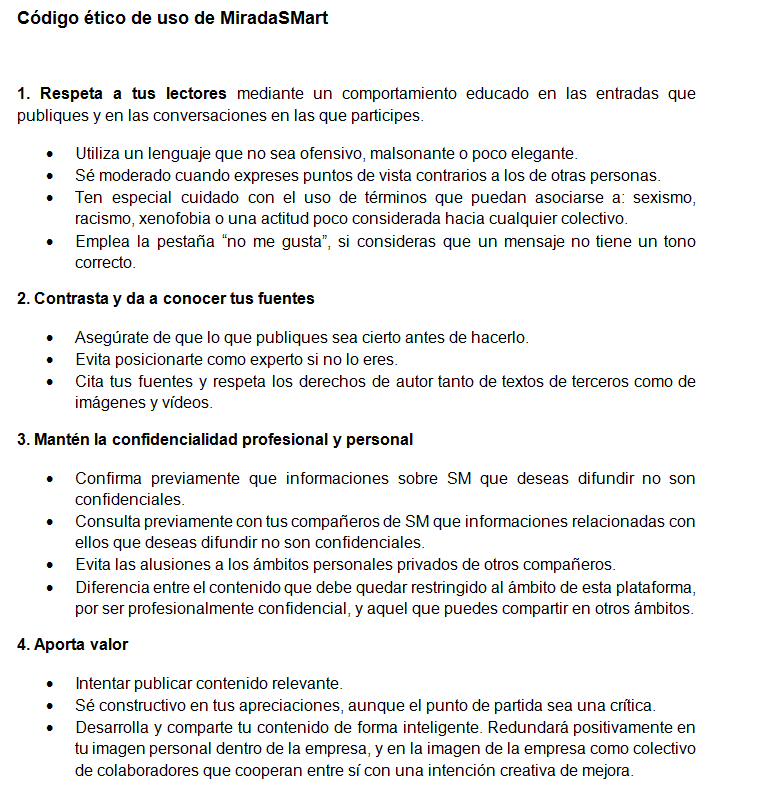 Código ético de uso de MiradaSMart
1. Respeta a tus lectores mediante un comportamiento educado en las entradas que
publiques y en las conversaciones en las que participes.
• Utiliza un lenguaje que no sea ofensivo, malsonante o poco elegante.
• Sé moderado cuando expreses puntos de vista contrarios a los de otras personas.
• Ten especial cuidado con el uso de términos que puedan asociarse a: sexismo,
racismo, xenofobia o una actitud poco considerada hacia cualquier colectivo.
• Emplea la pestaña “no me gusta”, si consideras que un mensaje no tiene un tono
correcto.
2. Contrasta y da a conocer tus fuentes
• Asegúrate de que lo que publiques sea cierto antes de hacerlo.
• Evita posicionarte como experto si no lo eres.
• Cita tus fuentes y respeta los derechos de autor tanto de textos de terceros como de
imágenes y vídeos.
3. Mantén la confidencialidad profesional y personal
• Confirma previamente que informaciones sobre SM que deseas difundir no son
confidenciales.
• Consulta previamente con tus compañeros de SM que informaciones relacionadas con
ellos que deseas difundir no son confidenciales.
• Evita las alusiones a los ámbitos personales privados de otros compañeros.
• Diferencia entre el contenido que debe quedar restringido al ámbito de esta plataforma,
por ser profesionalmente confidencial, y aquel que puedes compartir en otros ámbitos.
4. Aporta valor
• Intentar publicar contenido relevante.
• Sé constructivo en tus apreciaciones, aunque el punto de partida sea una crítica.
• Desarrolla y comparte tu contenido de forma inteligente. Redundará positivamente en
tu imagen personal dentro de la empresa, y en la imagen de la empresa como colectivo
de colaboradores que cooperan entre sí con una intención creativa de mejora.